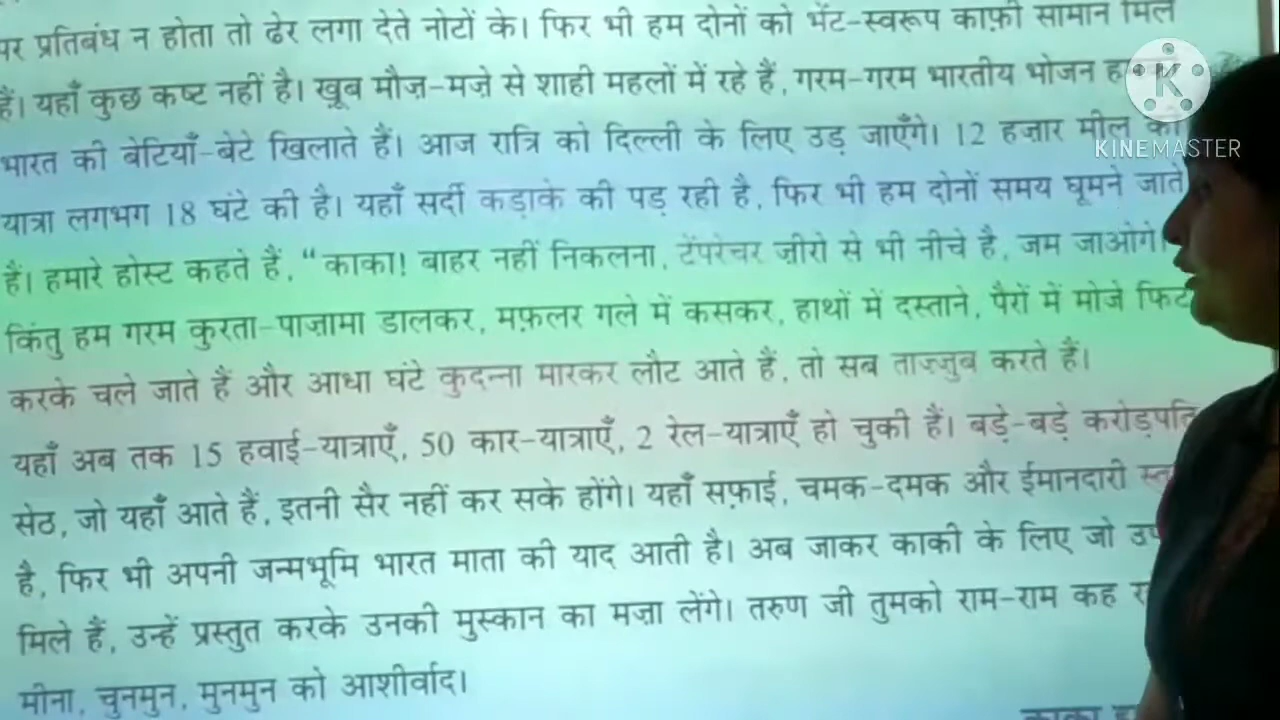 पर प्रतिबंध न होता तो ढेर लगा देते नोटों के। फिर भी हम दोनों को भेंट-स्वरूप काफ़ी सामान मिले
हैं। यहाँ कुछ कष्ट नहीं है। खूब मौज़-मज़े से शाही महलों में रहे हैं, गरम-गरम भारतीय भोजन
भारत की बेटियाँ-बेटे खिलाते हैं। आज रात्रि को दिल्ली के लिए उड़ जाएँगे। 12 हज़ार मील की
यात्रा लगभग 18 घंटे की है। यहाँ सर्दी कड़ाके की पड़ रही है, फिर भी हम दोनों समय घूमने जाते
हैं। हमारे होस्ट कहते हैं, “काका! बाहर नहीं निकलना, टेंपरेचर ज़ीरो से भी नीचे है, जम जाओगे।
किंतु हम गरम कुरता-पाज़ामा डालकर, मफ़लर गले में कसकर, हाथों में दस्ताने, पैरों में मोजे फिट
करके चले जाते हैं और आधा घंटे कुदन्ना मारकर लौट आते हैं, तो सब ताज्जुब करते हैं।
यहाँ अब तक 15 हवाई-यात्राएँ, 50 कार-यात्राएँ, 2 रेल-यात्राएँ हो चुकी हैं। बड़े-बड़े करोड़पति
सेठ, जो यहाँ आते हैं, इतनी सैर नहीं कर सके होंगे। यहाँ सफ़ाई, चमक-दमक और ईमानदारी
है, फिर भी अपनी जन्मभूमि भारत माता की याद आती है। अब जाकर काकी के लिए जो
मिले हैं, उन्हें प्रस्तुत करके उनकी मुस्कान का मज़ा लेंगे। तरुण जी तुमको राम-राम कह
मीना, चुनमुन, मुनमुन को आशीर्वाद।
K
KINEMASTER